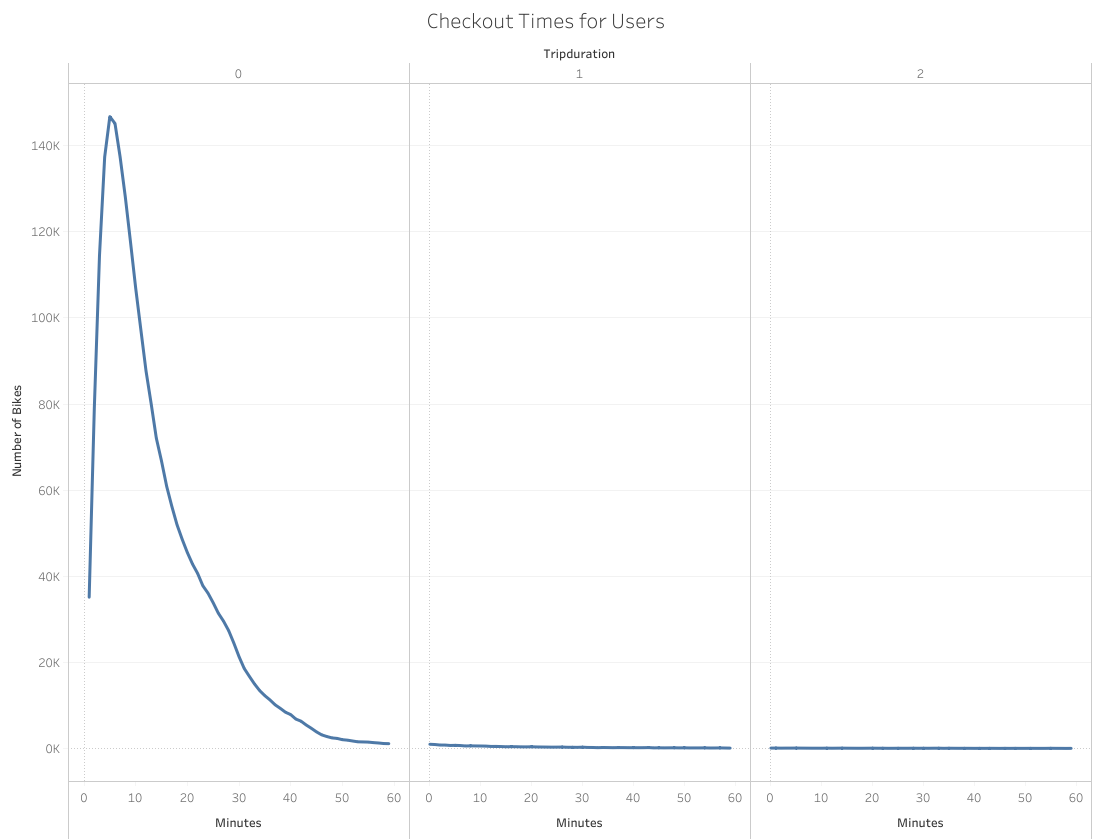 Checkout Times for Users
Tripduration
0 1 2
140K
120K
100K
80K
60K
40K
20K
0K
Number of Bikes
0 10 20 30 40 50 60 0 10 20 30 40 50 60 0 10 20 30 40 50 60
Minutes Minutes Minutes